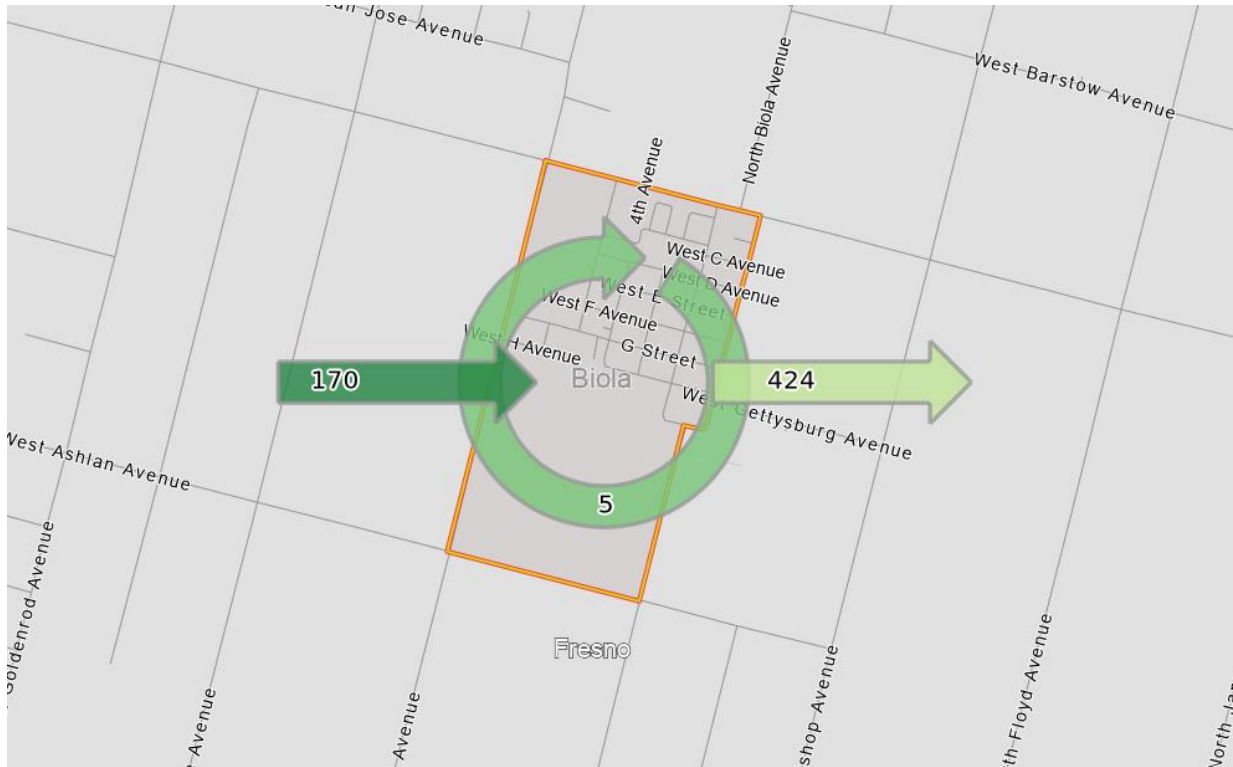 Jose Avenue
West Barstow Avenue
North Biola Avenue
4th Avenue
West C Avenue
West D Avenue
West E Street
West F Avenue
West H Avenue
G Street
170
Biola
424
West Gettysburg Avenue
West Ashlan Avenue
5
Goldenrod Avenue
Fresno
Avenue
Avenue
Avenue
Floyd Avenue
North